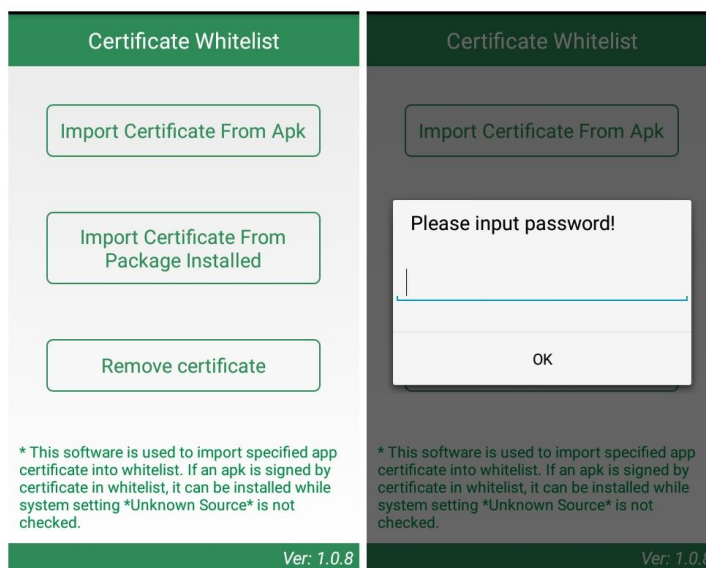 Certificate Whitelist
Import Certificate From Apk
Import Certificate From
Package Installed
Remove certificate
* This software is used to import specified app
certificate into whitelist. If an apk is signed by
certificate in whitelist, it can be installed while
system setting *Unknown Source* is not
checked.
Ver: 1.0.8
Certificate Whitelist
Import Certificate From Apk
Please input password!
OK
* This software is used to import specified app
certificate into whitelist. If an apk is signed by
certificate in whitelist, it can be installed while
system setting *Unknown Source* is not
checked.
Ver: 1.0.8